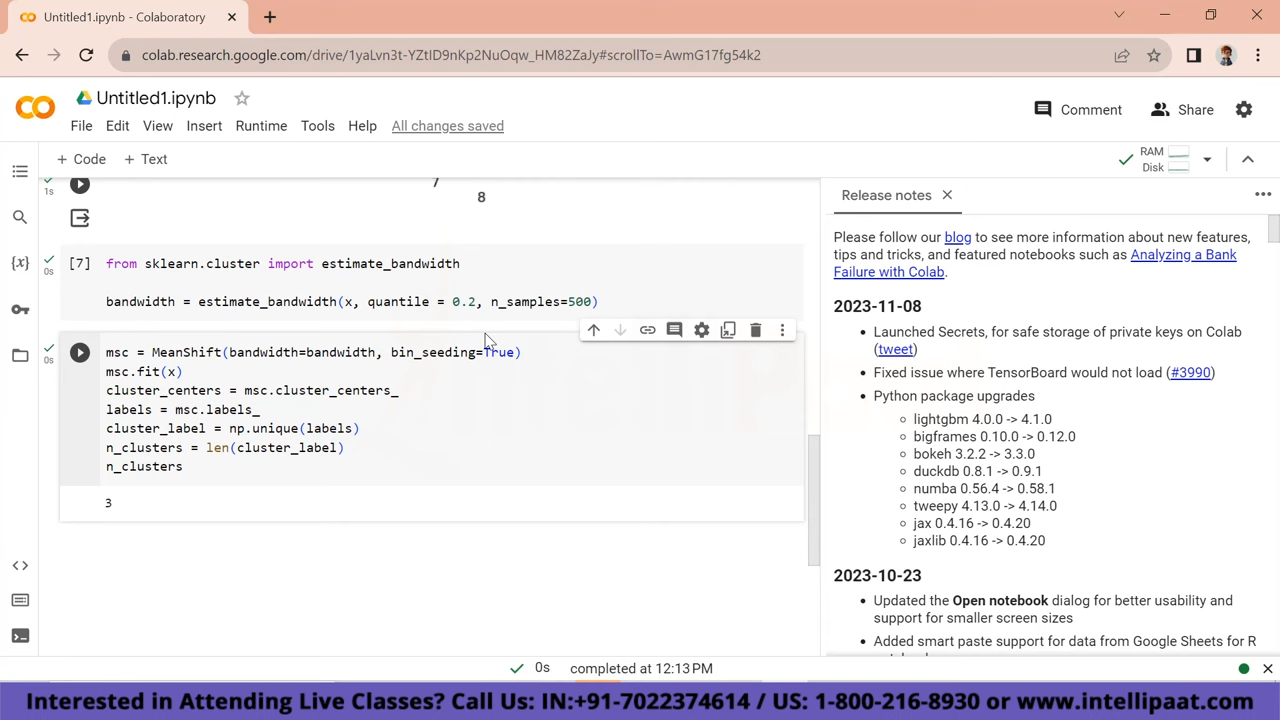 Untitled1.ipynb - Colaboratory
colab.research.google.com/drive/1yaLvn3t-YZtID9nKp2NuOqw_HM82ZaJy#scrollTo=AwmG17fg54k2
Untitled1.ipynb
Comment
Share
File Edit View Insert Runtime Tools Help All changes saved
+ Code + Text
RAM
Disk
1s
7
8
Release notes
Please follow our blog to see more information about new features,
tips and tricks, and featured notebooks such as Analyzing a Bank
Failure with Colab.
2023-11-08
Launched Secrets, for safe storage of private keys on Colab
(tweet)
Fixed issue where TensorBoard would not load (#3990)
Python package upgrades
lightgbm 4.0.0 -> 4.1.0
bigframes 0.10.0 -> 0.12.0
bokeh 3.2.2 -> 3.3.0
duckdb 0.8.1 -> 0.9.1
numba 0.56.4 -> 0.58.1
tweepy 4.13.0 -> 4.14.0
jax 0.4.16 -> 0.4.20
jaxlib 0.4.16 -> 0.4.20
2023-10-23
Updated the Open notebook dialog for better usability and
support for smaller screen sizes
Added smart paste support for data from Google Sheets for R
0s
[7] from sklearn.cluster import estimate_bandwidth
bandwidth = estimate_bandwidth(x, quantile = 0.2, n_samples=500)
0s
msc = MeanShift(bandwidth=bandwidth, bin_seeding=True)
msc.fit(x)
cluster_centers = msc.cluster_centers_
labels = msc.labels_
cluster_label = np.unique(labels)
n_clusters = len(cluster_label)
n_clusters
3
0s completed at 12:13 PM
Interested in Attending Live Classes? Call Us: IN:+91-7022374614 / US: 1-800-216-8930 or www.intellipaat.com